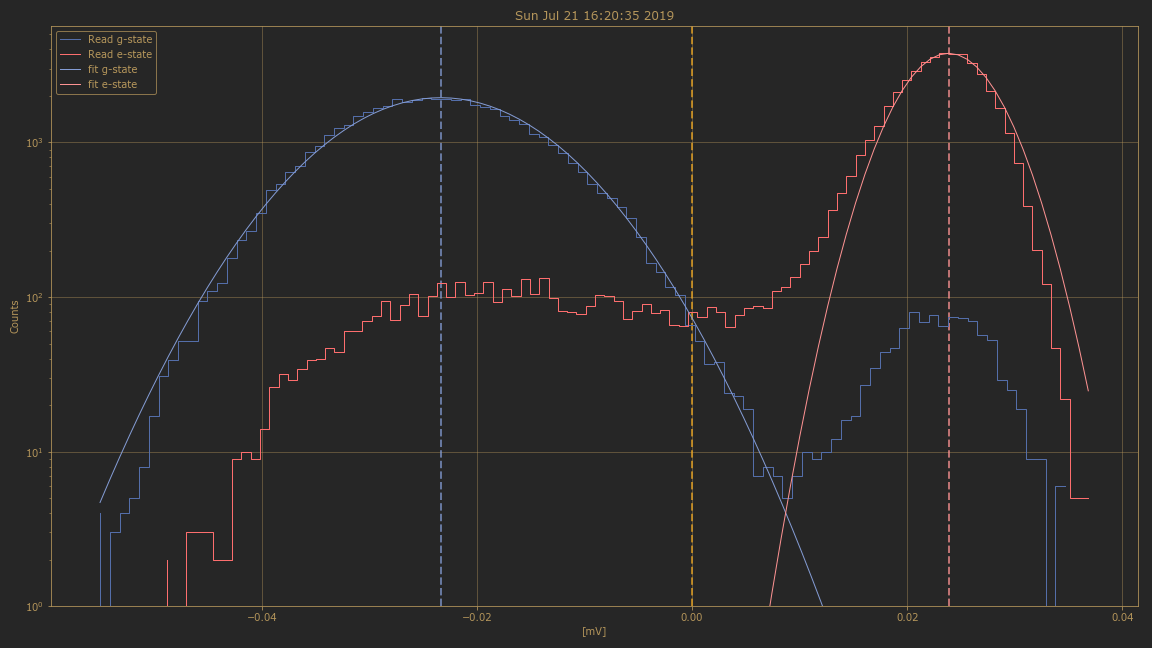 Sun Jul 21 16:20:35 2019
Read g-state
Read e-state
fit g-state
fit e-state
Counts
10³
10²
10¹
10⁰
−0.04
−0.02
0.00
0.02
0.04
[mV]